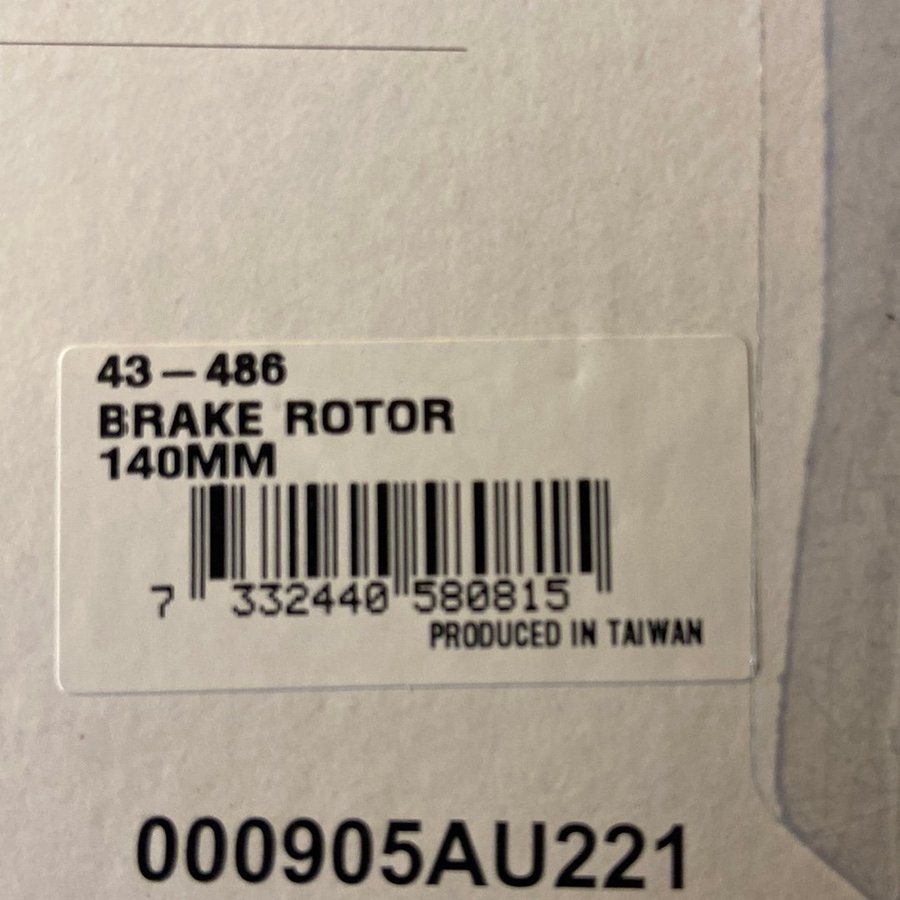 43-486
BRAKE ROTOR
140MM
7 332440 580815
PRODUCED IN TAIWAN
000905AU221